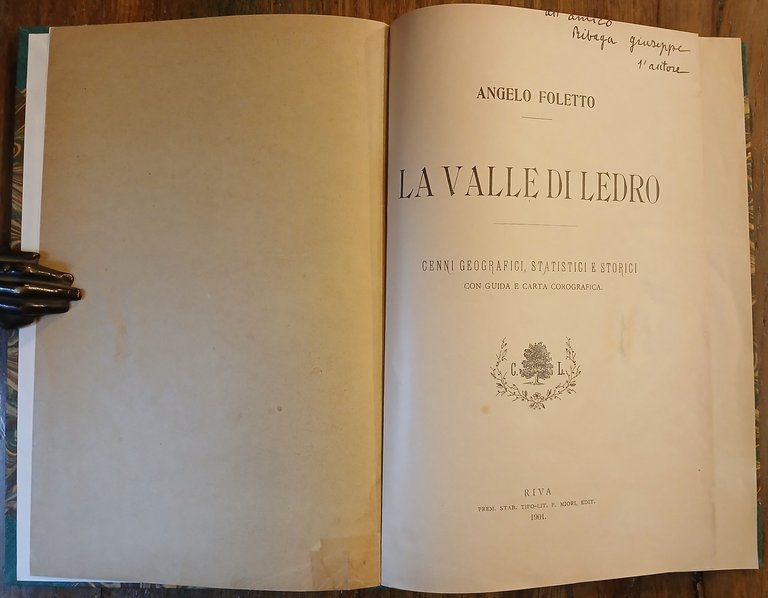 all'amico
Ribaga giuseppe
l'autore
ANGELO FOLETTO
LA VALLE DI LEDRO
CENNI GEOGRAFICI, STATISTICI E STORICI
CON GUIDA E CARTA COROGRAFICA.
C. L.
RIVA
PREM. STAB. TIPO-LIT. F. MIORI, EDIT.
1901.